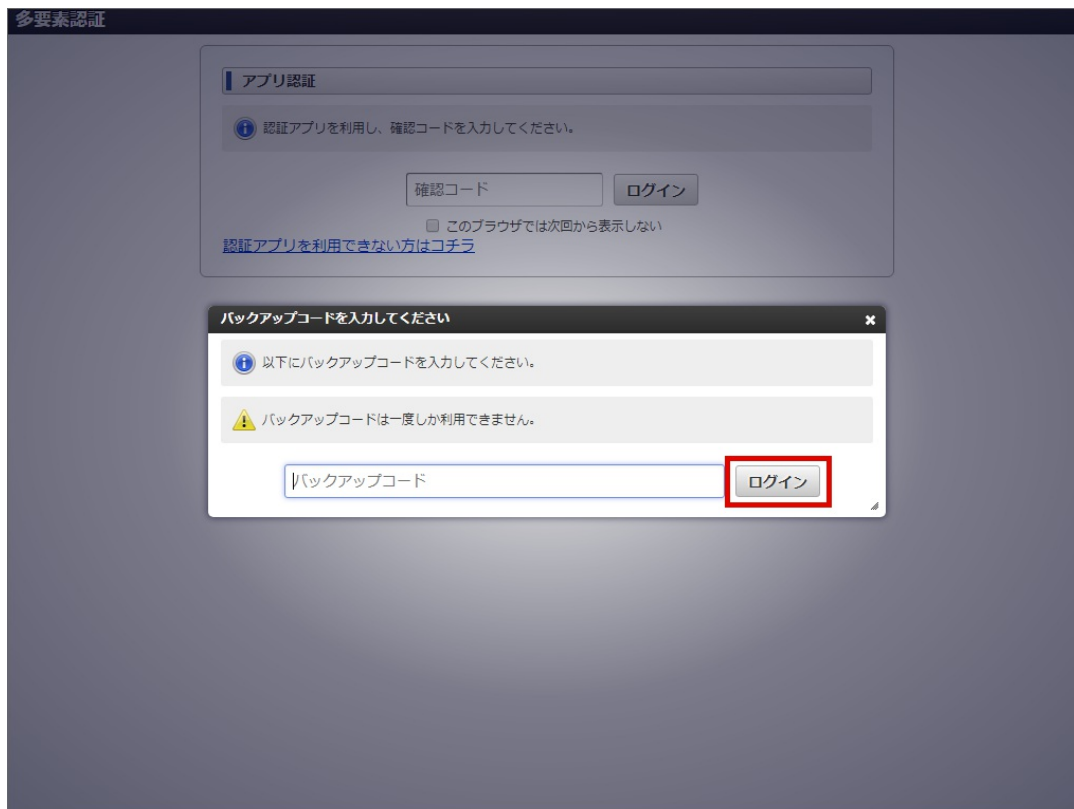 多要素認証
アプリ認証
認証アプリを利用し、確認コードを入力してください。
確認コード
ログイン
このブラウザでは次回から表示しない
認証アプリを利用できない方はコチラ
バックアップコードを入力してください
以下にバックアップコードを入力してください。
バックアップコードは一度しか利用できません。
バックアップコード
ログイン